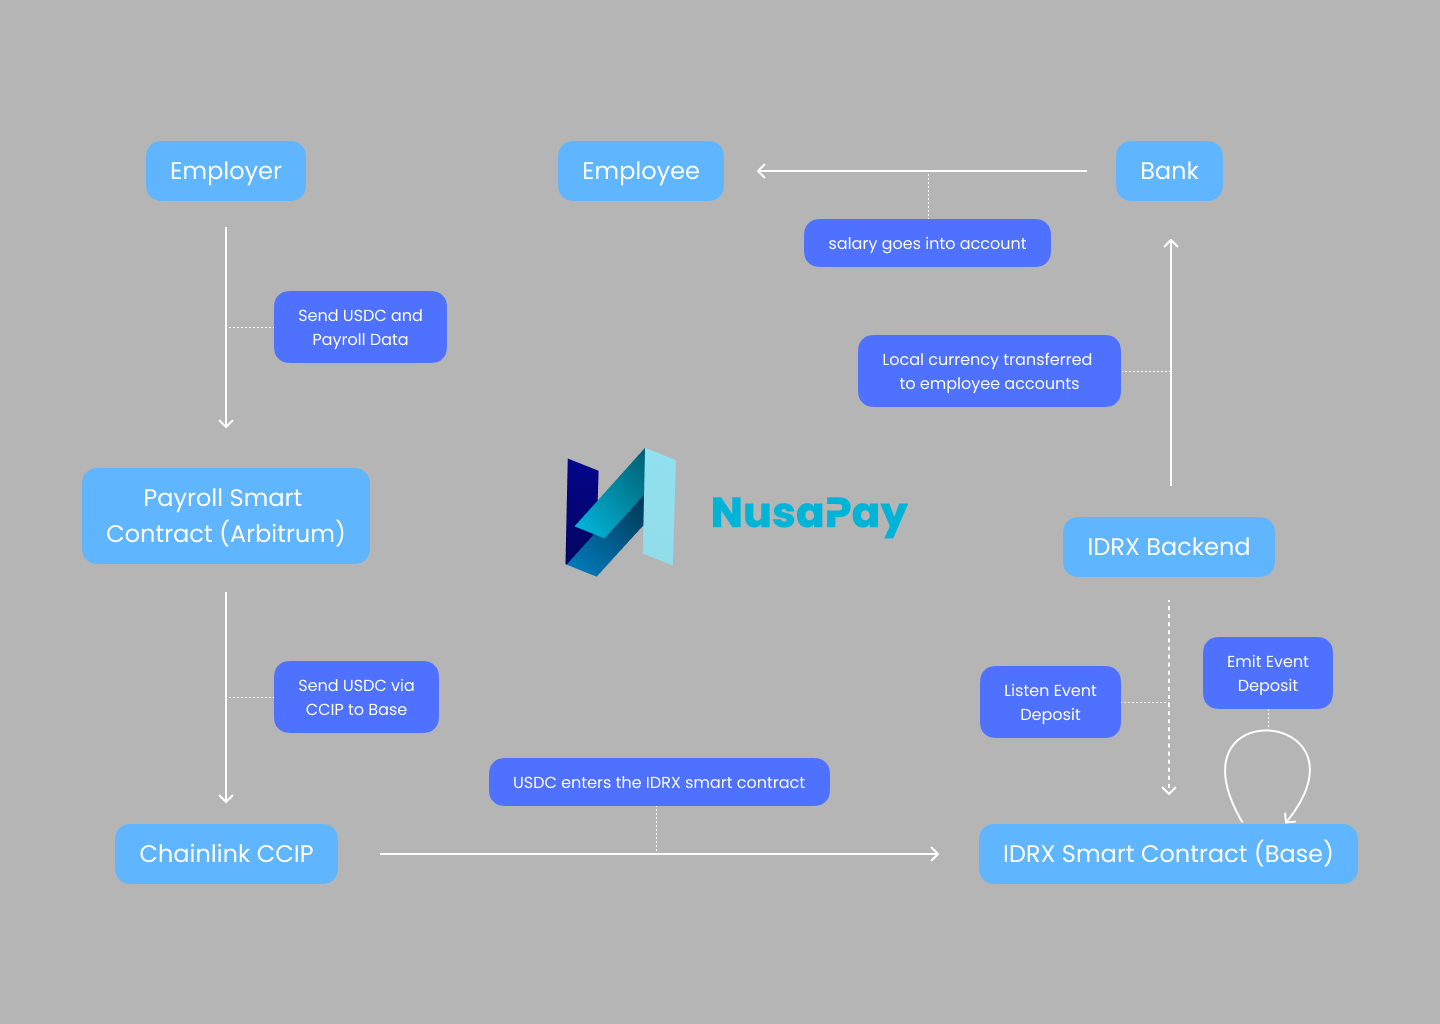 Employer
Employee
Bank
salary goes into account
Send USDC and
Payroll Data
Local currency transferred
to employee accounts
Payroll Smart
Contract (Arbitrum)
NusaPay
IDRX Backend
Send USDC via
CCIP to Base
Listen Event
Deposit
Emit Event
Deposit
USDC enters the IDRX smart contract
Chainlink CCIP
IDRX Smart Contract (Base)